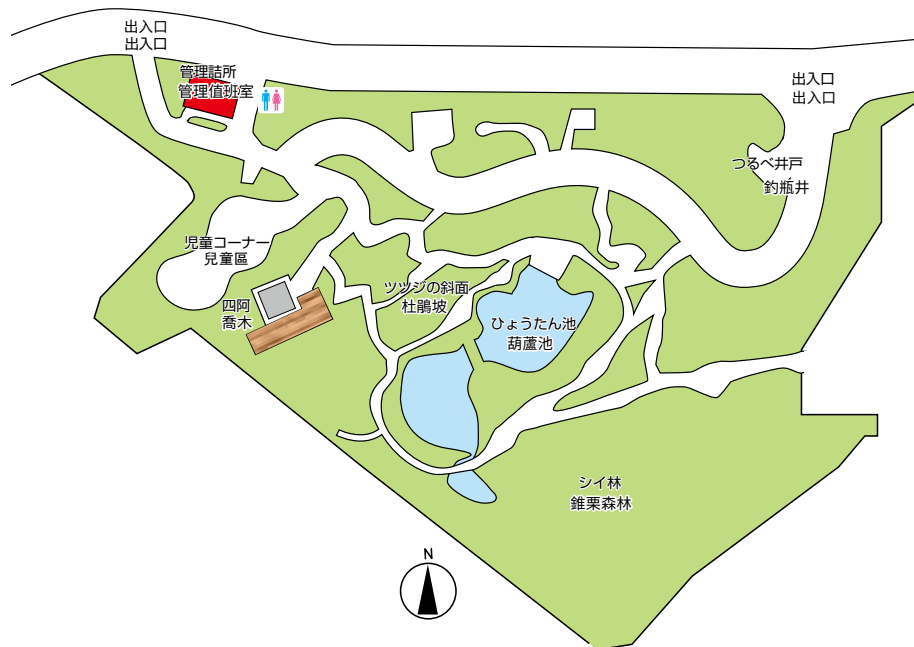 出入口
出入口
管理詰所
管理值班室
出入口
出入口
つるべ井戸
釣瓶井
児童コーナー
兒童區
四阿
喬木
ツツジの斜面
杜鵑坡
ひょうたん池
葫蘆池
シイ林
錐栗森林
N